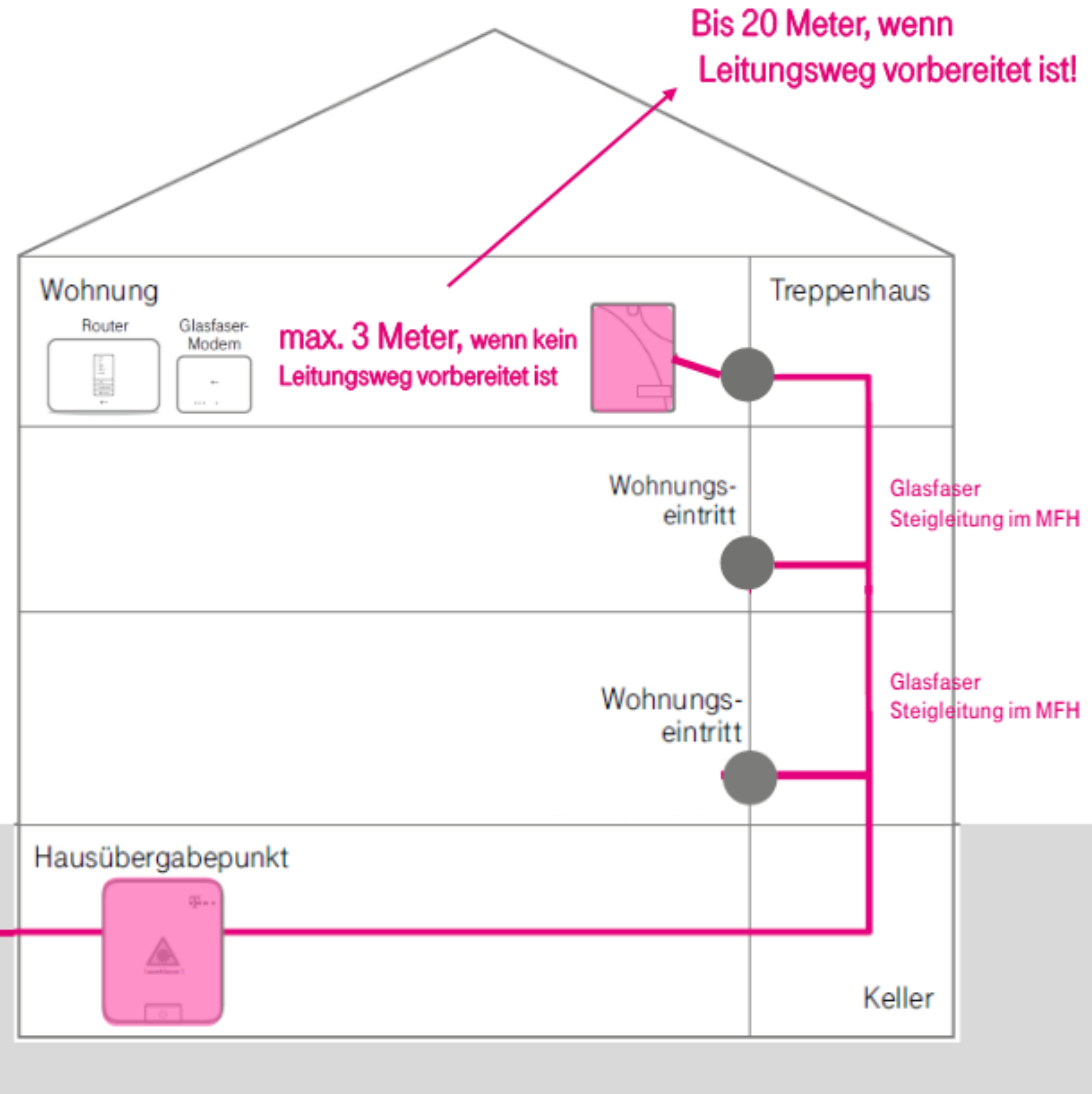 Bis 20 Meter, wenn
Leitungsweg vorbereitet ist!
Wohnung
Treppenhaus
Router
Glasfaser-
Modem
max. 3 Meter, wenn kein
Leitungsweg vorbereitet ist
Wohnungs-
eintritt
Glasfaser
Steigleitung im MFH
Wohnungs-
eintritt
Glasfaser
Steigleitung im MFH
Hausübergabepunkt
Keller